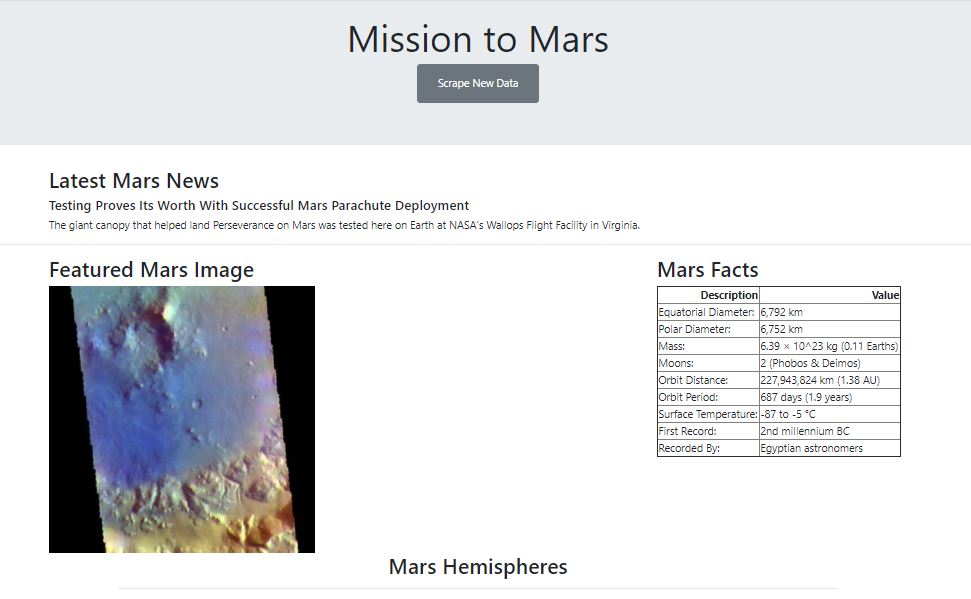 Mission to Mars
Scrape New Data
Latest Mars News
Testing Proves Its Worth With Successful Mars Parachute Deployment
The giant canopy that helped land Perseverance on Mars was tested here on Earth at NASA's Wallops Flight Facility in Virginia.
Featured Mars Image
Mars Facts
Description Value
Equatorial Diameter: 6,792 km
Polar Diameter: 6,752 km
Mass: 6.39 × 10^23 kg (0.11 Earths)
Moons: 2 (Phobos & Deimos)
Orbit Distance: 227,943,824 km (1.38 AU)
Orbit Period: 687 days (1.9 years)
Surface Temperature: -87 to -5 °C
First Record: 2nd millennium BC
Recorded By: Egyptian astronomers
Mars Hemispheres